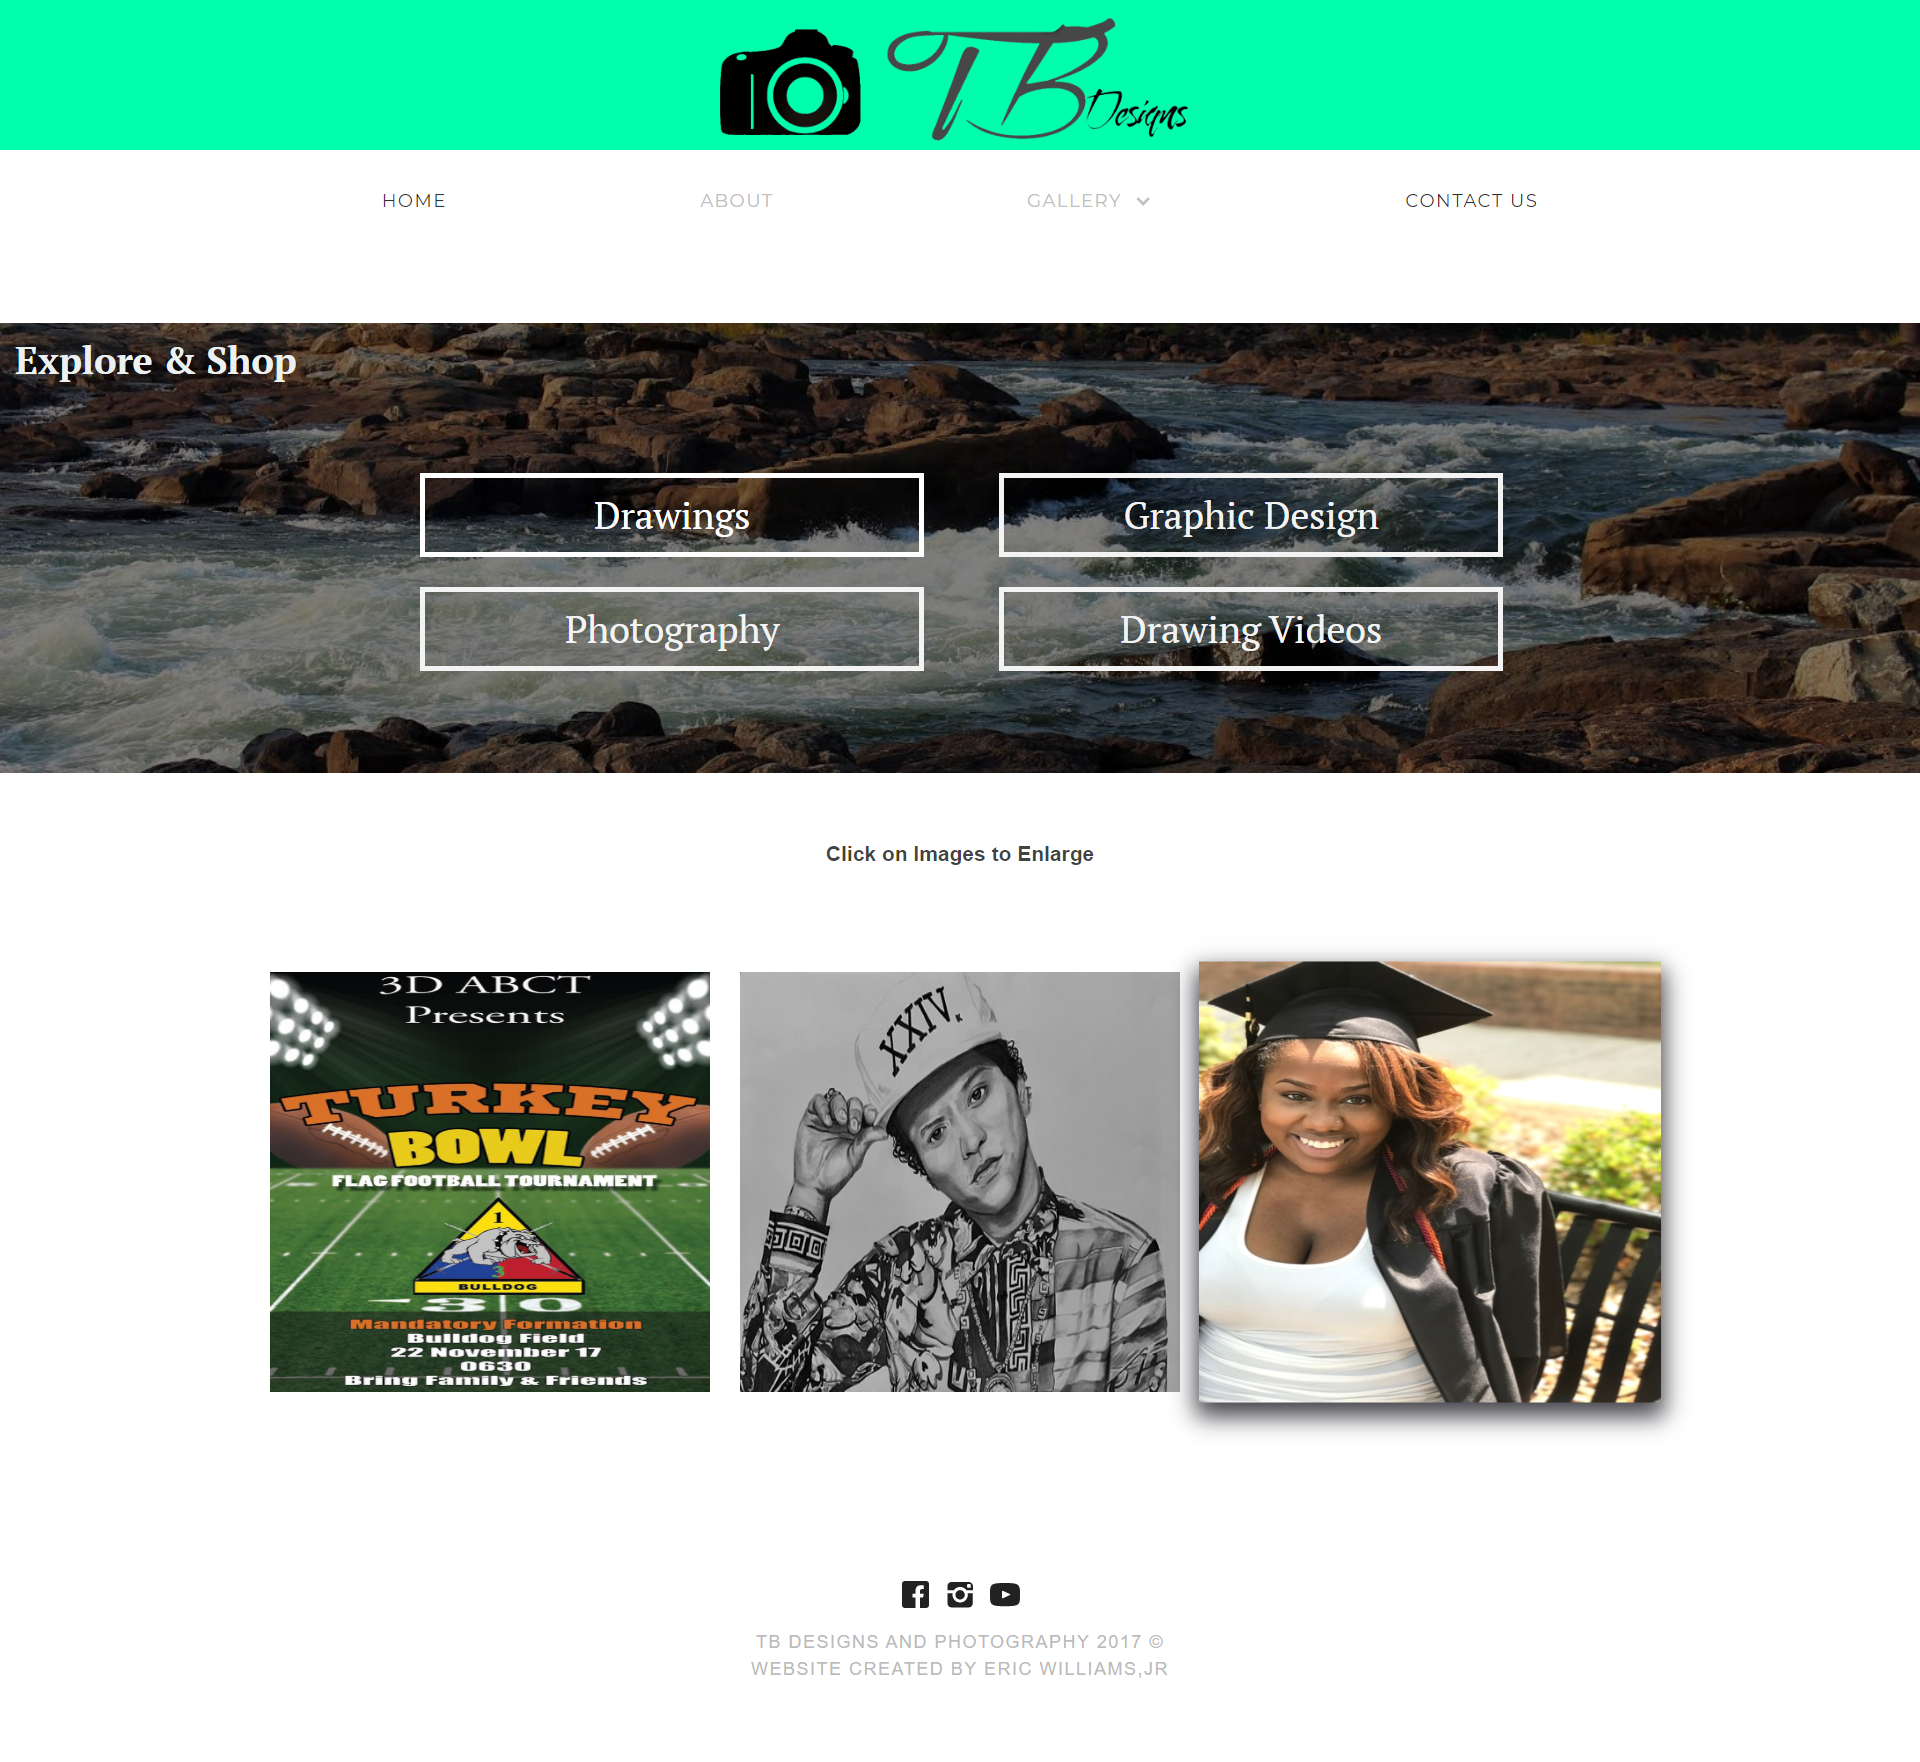 TB Designs
HOME ABOUT GALLERY CONTACT US
Explore & Shop
Drawings Graphic Design
Photography Drawing Videos
Click on Images to Enlarge
3D ABCT
Presents
TURKEY
BOWL
FLAG FOOTBALL TOURNAMENT
1
3
BULLDOG
30
Mandatory Formation
Bulldog Field
22 November 17
0630
Bring Family & Friends
XXIV K
TB DESIGNS AND PHOTOGRAPHY 2017 ©
WEBSITE CREATED BY ERIC WILLIAMS,JR